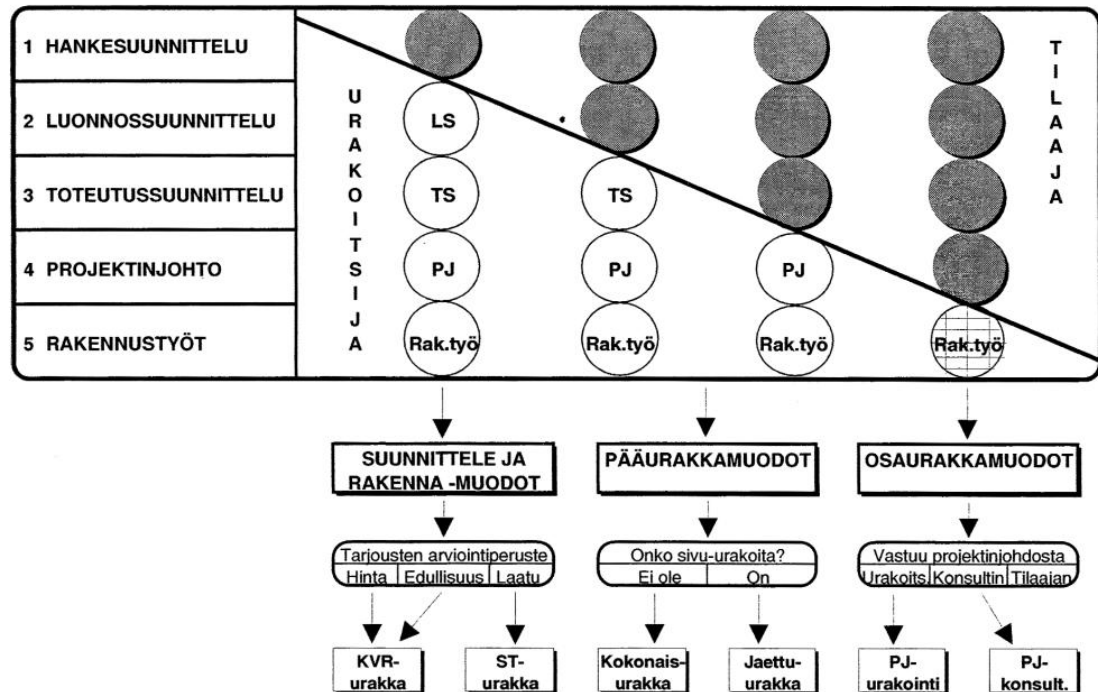 1 HANKESUUNNITTELU
2 LUONNOSSUUNNITTELU
3 TOTEUTUSSUUNNITTELU
4 PROJEKTINJOHTO
5 RAKENNUSTYÖT
URAKOITSIJA
TILAAJA
LS
TS TS
PJ PJ PJ
Rak.työ Rak.työ Rak.työ Rak.työ
SUUNNITTELE JA
RAKENNA -MUODOT
PÄÄURAKKAMUODOT
OSAURAKKAMUODOT
Tarjousten arviointiperuste
Hinta Edullisuus Laatu
Onko sivu-urakoita?
Ei ole On
Vastuu projektinjohdosta
Urakoits. Konsultin Tilaajan
KVR-
urakka
ST-
urakka
Kokonais-
urakka
Jaettu-
urakka
PJ-
urakointi
PJ-
konsult.